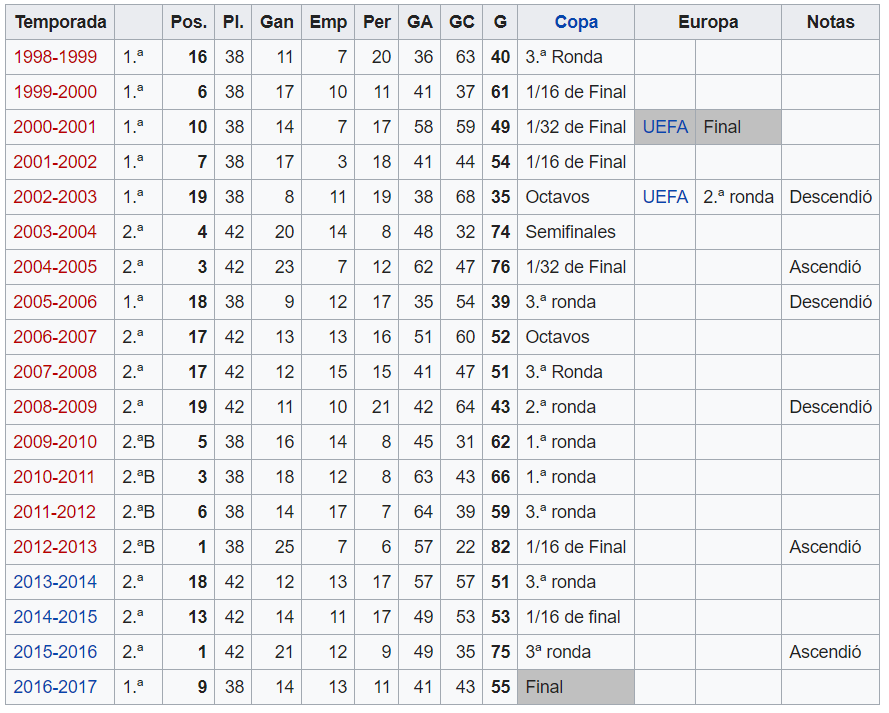 Temporada Pos. Pl. Gan Emp Per GA GC G Copa Europa Notas
1998-1999 1.ª 16 38 11 7 20 36 63 40 3.ª Ronda
1999-2000 1.ª 6 38 17 10 11 41 37 61 1/16 de Final
2000-2001 1.ª 10 38 14 7 17 58 59 49 1/32 de Final UEFA Final
2001-2002 1.ª 7 38 17 3 18 41 44 54 1/16 de Final
2002-2003 1.ª 19 38 8 11 19 38 68 35 Octavos UEFA 2.ª ronda Descendió
2003-2004 2.ª 4 42 20 14 8 48 32 74 Semifinales
2004-2005 2.ª 3 42 23 7 12 62 47 76 1/32 de Final Ascendió
2005-2006 1.ª 18 38 9 12 17 35 54 39 3.ª ronda Descendió
2006-2007 2.ª 17 42 13 13 16 51 60 52 Octavos
2007-2008 2.ª 17 42 12 15 15 41 47 51 3.ª Ronda
2008-2009 2.ª 19 42 11 10 21 42 64 43 2.ª ronda Descendió
2009-2010 2.ªB 5 38 16 14 8 45 31 62 1.ª ronda
2010-2011 2.ªB 3 38 18 12 8 63 43 66 1.ª ronda
2011-2012 2.ªB 6 38 14 17 7 64 39 59 3.ª ronda
2012-2013 2.ªB 1 38 25 7 6 57 22 82 1/16 de Final Ascendió
2013-2014 2.ª 18 42 12 13 17 57 57 51 3.ª ronda
2014-2015 2.ª 13 42 14 11 17 49 53 53 1/16 de final
2015-2016 2.ª 1 42 21 12 9 49 35 75 3ª ronda Ascendió
2016-2017 1.ª 9 38 14 13 11 41 43 55 Final